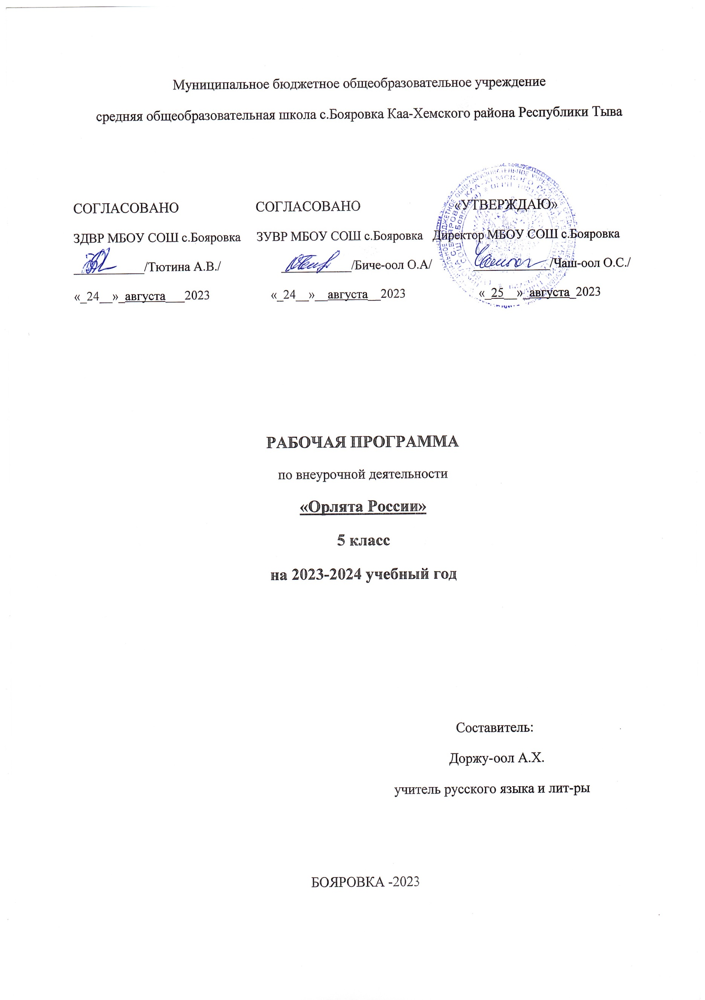 Муниципальное бюджетное общеобразовательное учреждение
средняя общеобразовательная школа с.Бояровка Каа-Хемского района Республики Тыва
СОГЛАСОВАНО СОГЛАСОВАНО «УТВЕРЖДАЮ»
ЗДВР МБОУ СОШ с.Бояровка ЗУВР МБОУ СОШ с.Бояровка Директор МБОУ СОШ с.Бояровка
___________/Тютина А.В./ ___________/Биче-оол О.А/ ____________/Чаш-оол О.С./
«_24__»_августа___2023 «_24__»__августа__2023 «_25__»_августа_2023
РАБОЧАЯ ПРОГРАММА
по внеурочной деятельности
«Орлята России»
5 класс
на 2023-2024 учебный год
Составитель:
Доржу-оол А.Х.
учитель русского языка и лит-ры
БОЯРОВКА -2023